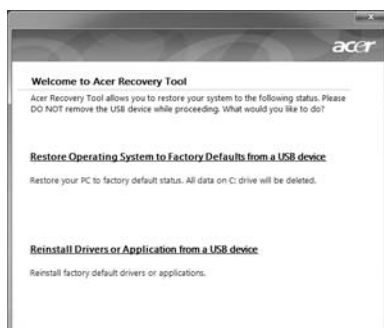 acer
Welcome to Acer Recovery Tool
Acer Recovery Tool allows you to restore your system to the following status. Please
DO NOT remove the USB device while proceeding. What would you like to do?
Restore Operating System to Factory Defaults from a USB device
Restore your PC to factory default status. All data on C: drive will be deleted.
Reinstall Drivers or Application from a USB device
Reinstall factory default drivers or applications.